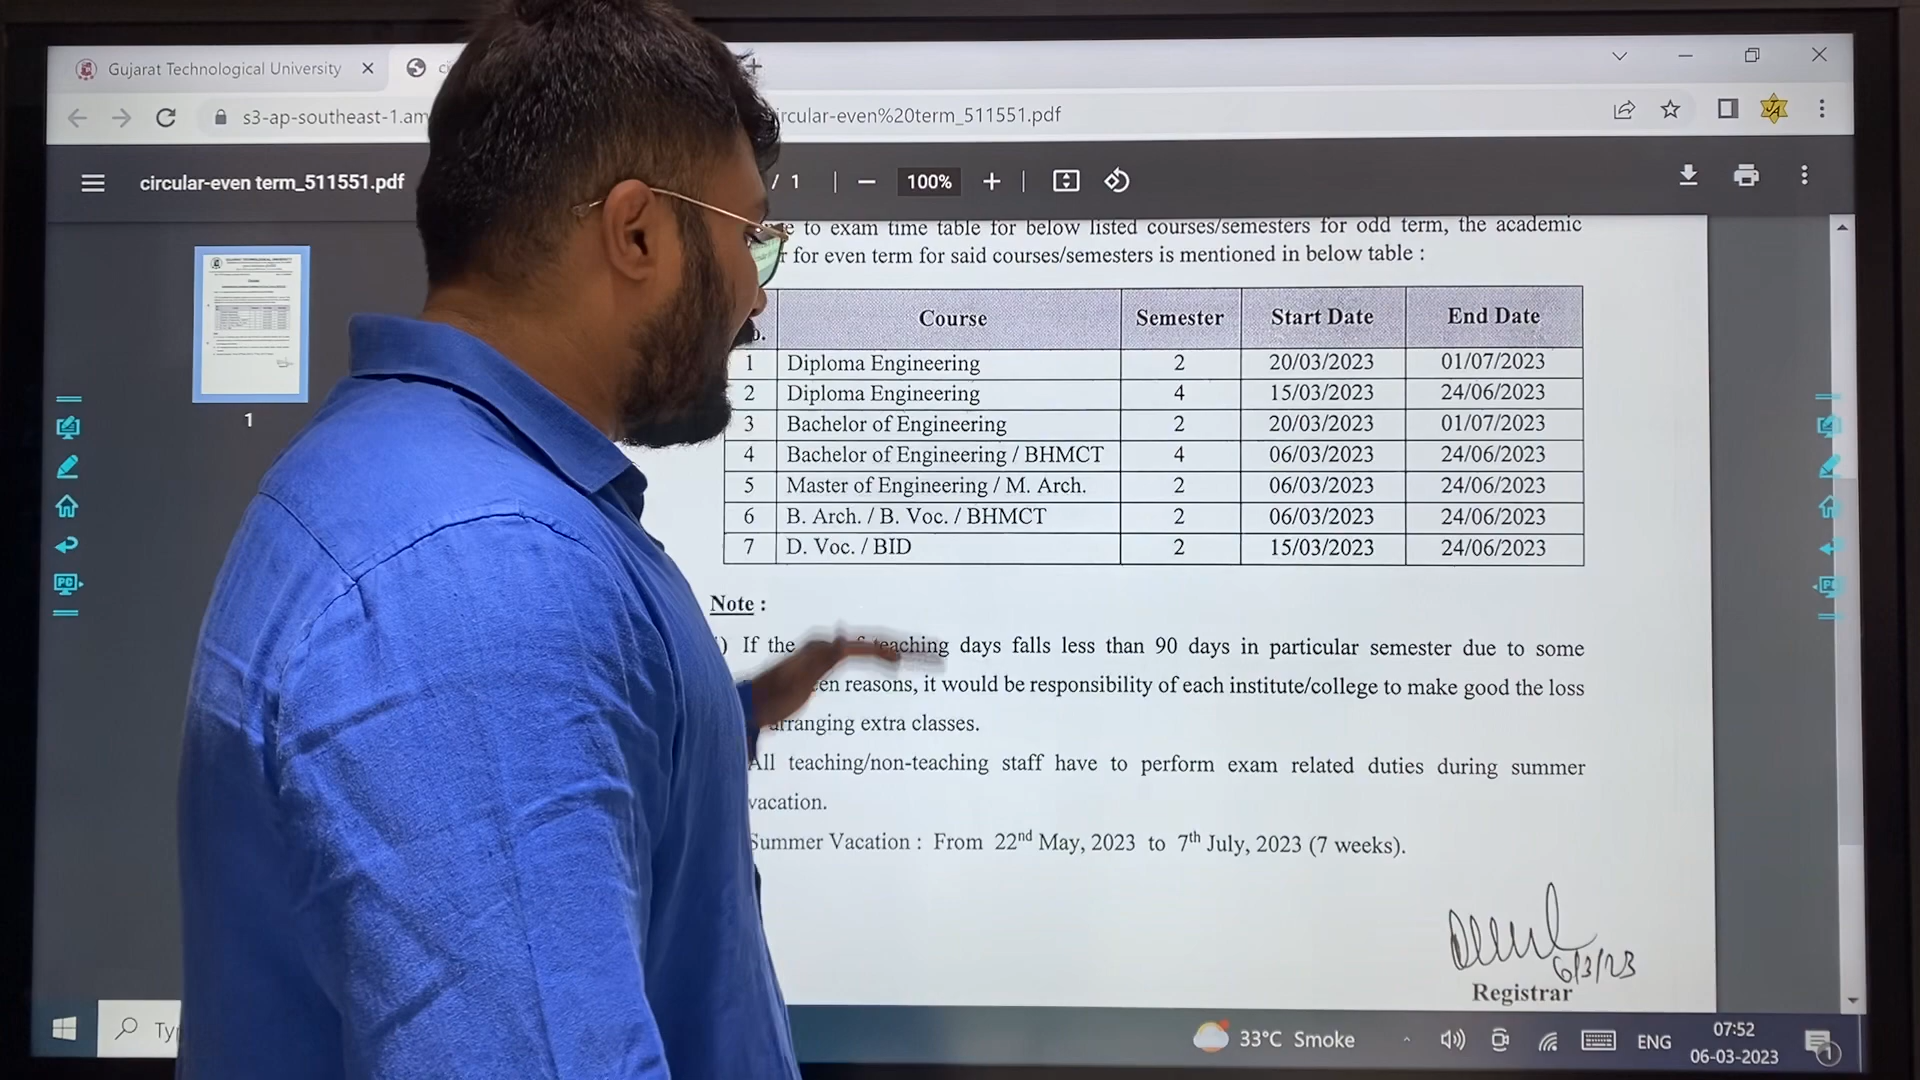 Gujarat Technological University
s3-ap-southeast-1.am
rcular-even%20term_511551.pdf
circular-even term_511551.pdf
/ 1
100%
to exam time table for below listed courses/semesters for odd term, the academic
for even term for said courses/semesters is mentioned in below table :
Course Semester Start Date End Date
1 Diploma Engineering 2 20/03/2023 01/07/2023
2 Diploma Engineering 4 15/03/2023 24/06/2023
3 Bachelor of Engineering 2 20/03/2023 01/07/2023
4 Bachelor of Engineering / BHMCT 4 06/03/2023 24/06/2023
5 Master of Engineering / M. Arch. 2 06/03/2023 24/06/2023
6 B. Arch. / B. Voc. / BHMCT 2 06/03/2023 24/06/2023
7 D. Voc. / BID 2 15/03/2023 24/06/2023
1
Note :
If the teaching days falls less than 90 days in particular semester due to some
reasons, it would be responsibility of each institute/college to make good the loss
arranging extra classes.
All teaching/non-teaching staff have to perform exam related duties during summer
vacation.
Summer Vacation : From 22nd May, 2023 to 7th July, 2023 (7 weeks).
6/3/23
Registrar
PC
33°C Smoke
ENG
07:52
06-03-2023
1